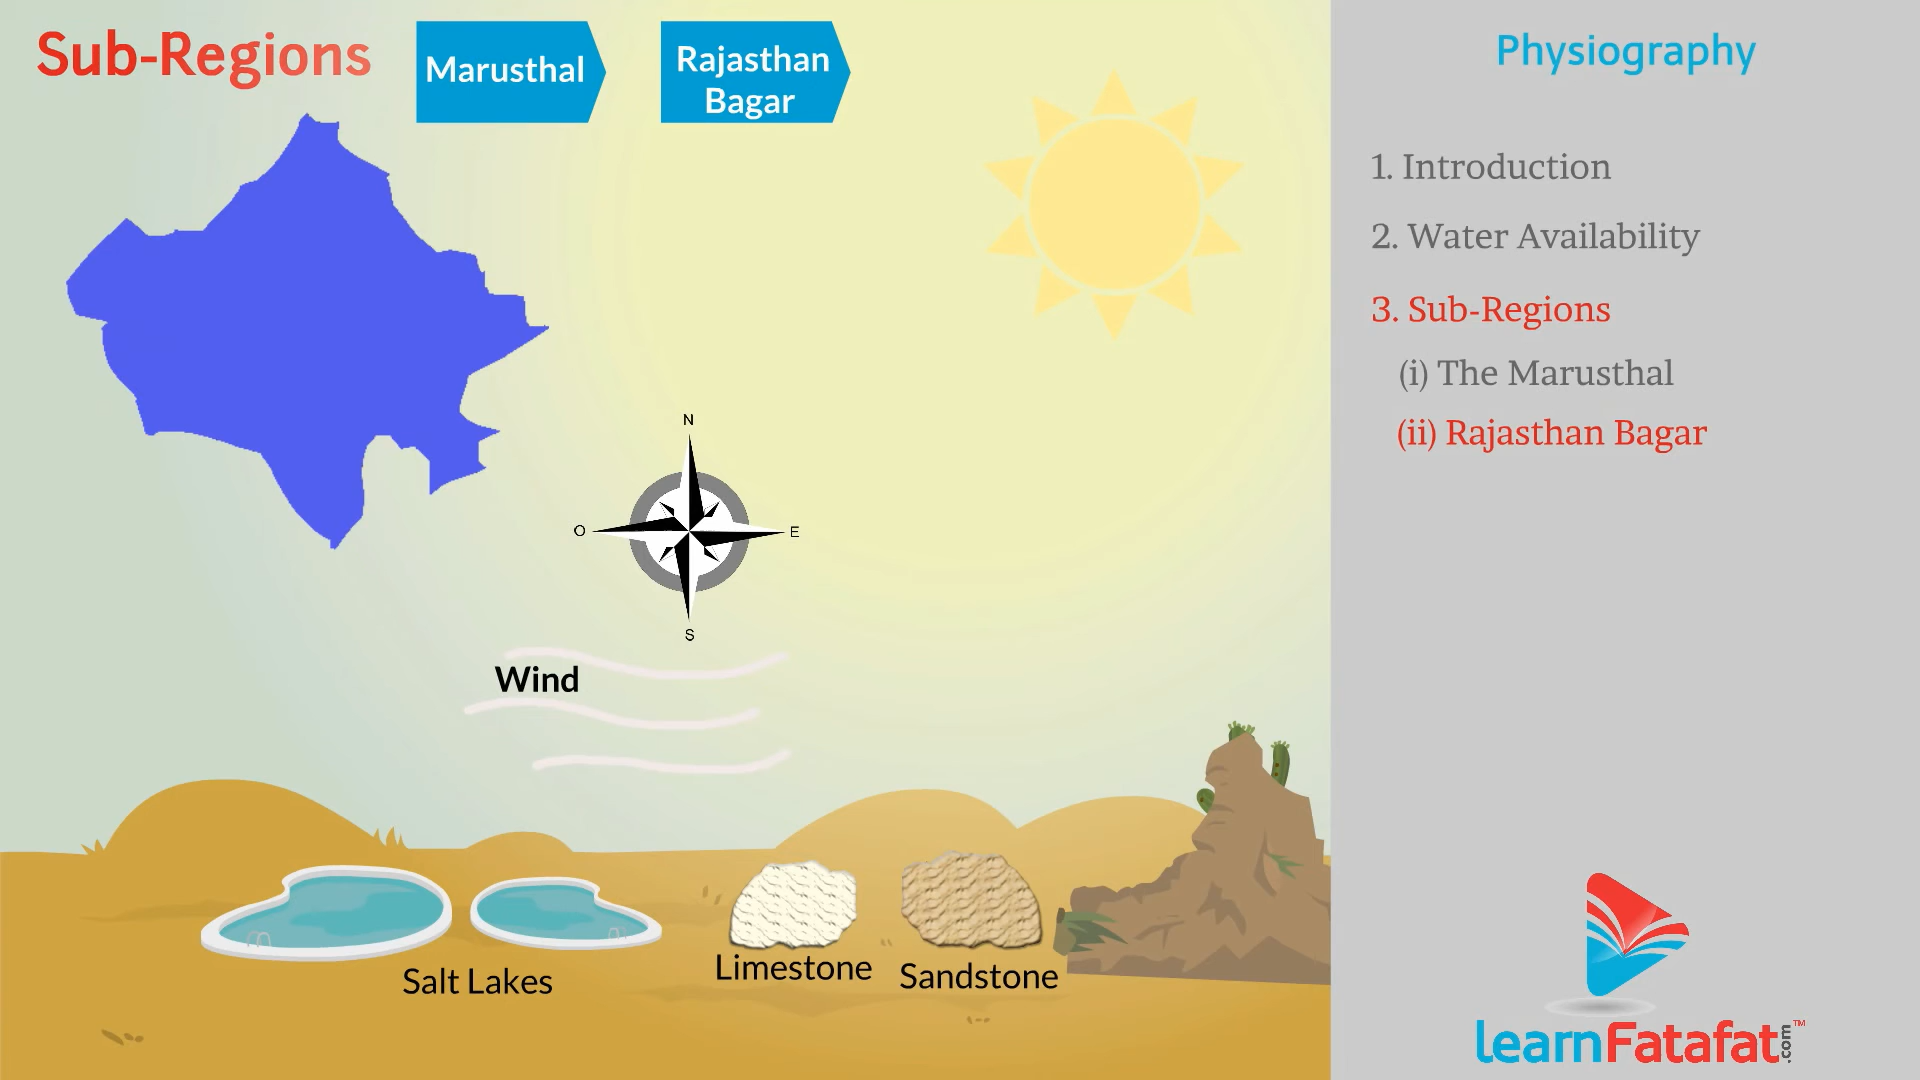 Sub-Regions
Marusthal
Rajasthan
Bagar
N
O
E
S
Wind
Salt Lakes
Limestone
Sandstone
Physiography
1. Introduction
2. Water Availability
3. Sub-Regions
(i) The Marusthal
(ii) Rajasthan Bagar
learnFatafat.com™